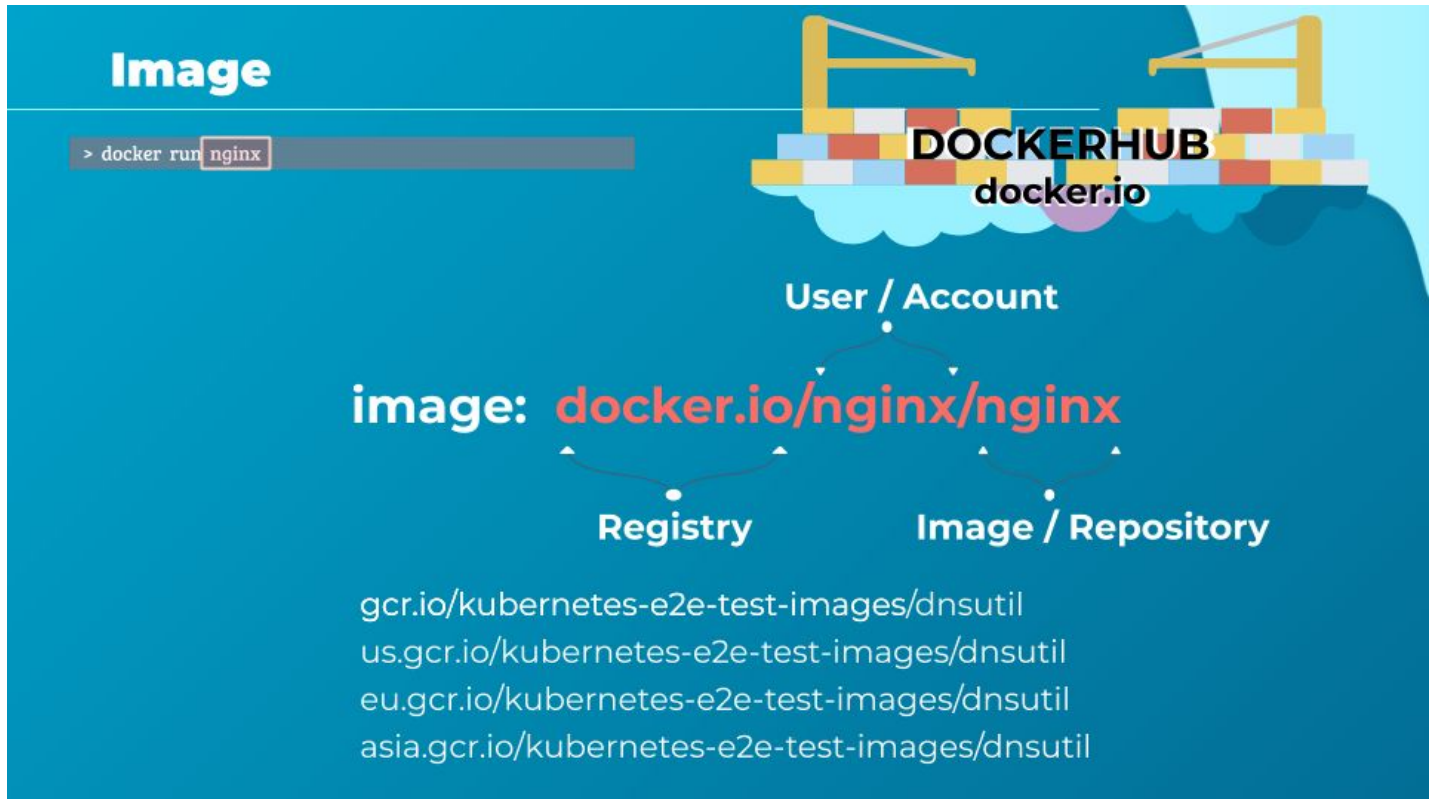 Image
> docker run nginx
DOCKERHUB
docker.io
User / Account
image: docker.io/nginx/nginx
Registry
Image / Repository
gcr.io/kubernetes-e2e-test-images/dnsutil
us.gcr.io/kubernetes-e2e-test-images/dnsutil
eu.gcr.io/kubernetes-e2e-test-images/dnsutil
asia.gcr.io/kubernetes-e2e-test-images/dnsutil